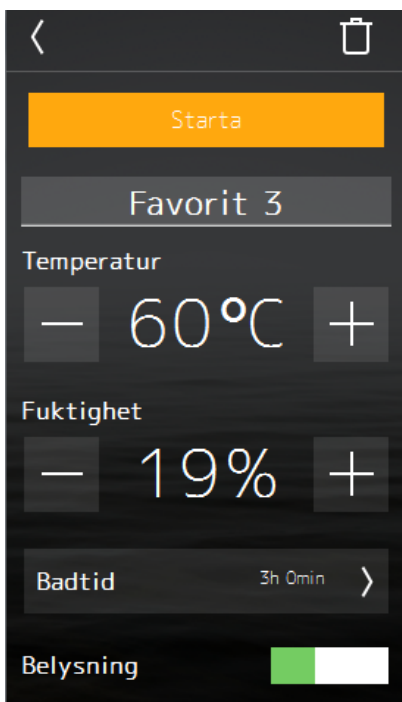 Starta
Favorit 3
Temperatur
60°C
Fuktighet
19%
Badtid 3h 0min
Belysning